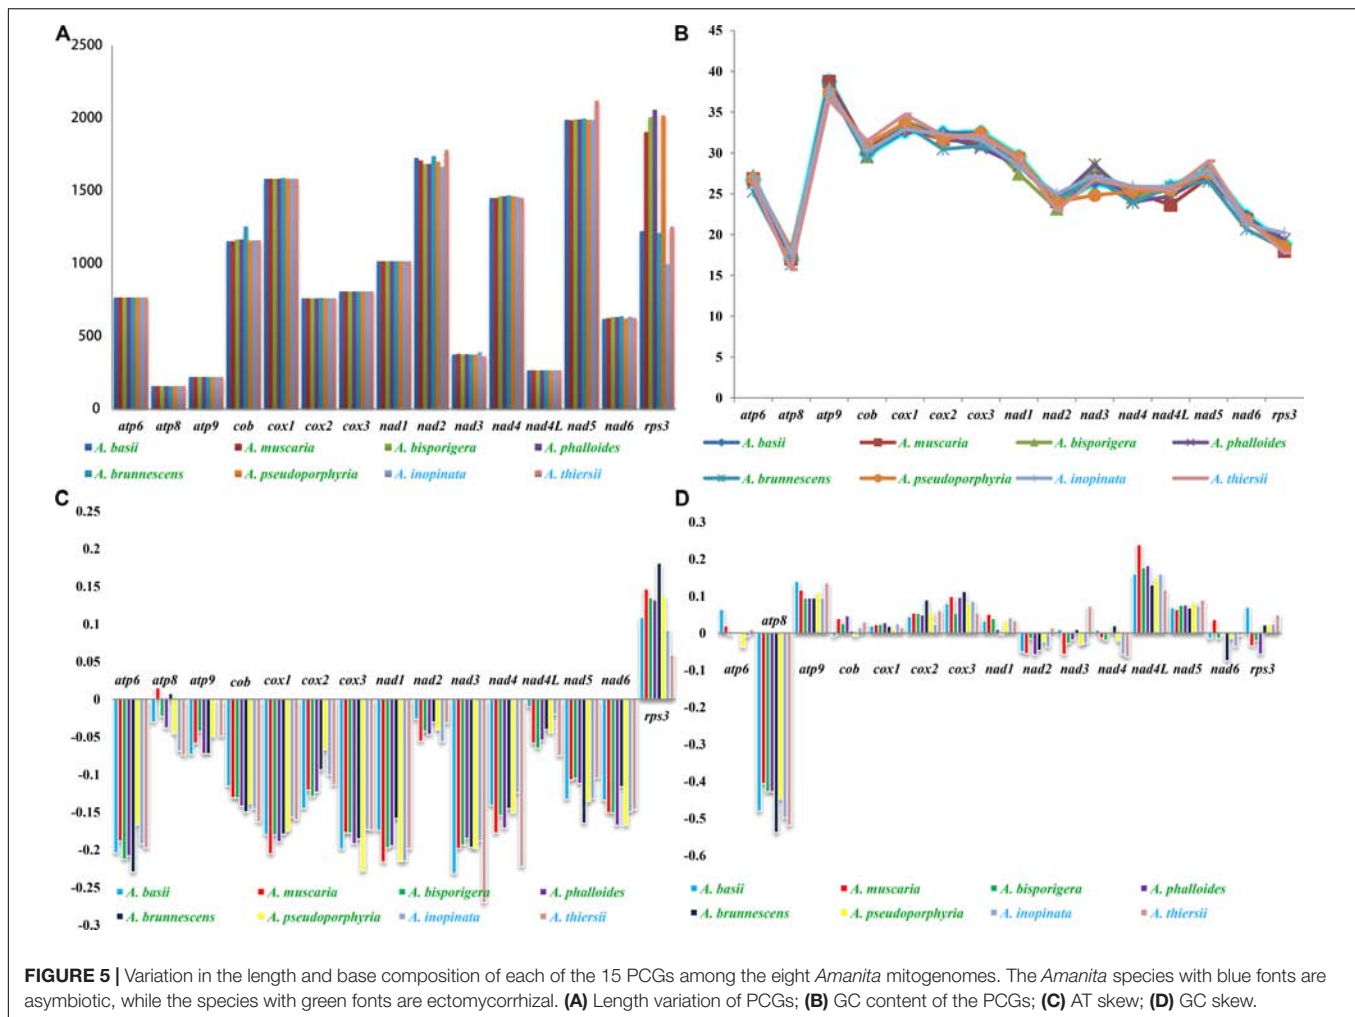 A
2500
2000
1500
1000
500
0
atp6 atp8 atp9 cob cox1 cox2 cox3 nad1 nad2 nad3 nad4 nad4L nad5 nad6 rps3
A. basii A. muscaria A. bisporigera A. phalloides
A. brunnescens A. pseudoporphyria A. inopinata A. thiersii
B
45
40
35
30
25
20
15
10
5
0
atp6 atp8 atp9 cob cox1 cox2 cox3 nad1 nad2 nad3 nad4 nad4L nad5 nad6 rps3
A. basii A. muscaria A. bisporigera A. phalloides
A. brunnescens A. pseudoporphyria A. inopinata A. thiersii
C
0.25
0.2
0.15
0.1
0.05
0
-0.05
-0.1
-0.15
-0.2
-0.25
-0.3
atp6 atp8 atp9 cob cox1 cox2 cox3 nad1 nad2 nad3 nad4 nad4L nad5 nad6
rps3
A. basii A. muscaria A. bisporigera A. phalloides
A. brunnescens A. pseudoporphyria A. inopinata A. thiersii
D
0.3
0.2
0.1
0
-0.1
-0.2
-0.3
-0.4
-0.5
-0.6
atp8
atp6 atp9 cob cox1 cox2 cox3 nad1 nad2 nad3 nad4 nad4L nad5 nad6 rps3
A. basii A. muscaria A. bisporigera A. phalloides
A. brunnescens A. pseudoporphyria A. inopinata A. thiersii
FIGURE 5 | Variation in the length and base composition of each of the 15 PCGs among the eight Amanita mitogenomes. The Amanita species with blue fonts are
asymbiotic, while the species with green fonts are ectomycorrhizal. (A) Length variation of PCGs; (B) GC content of the PCGs; (C) AT skew; (D) GC skew.